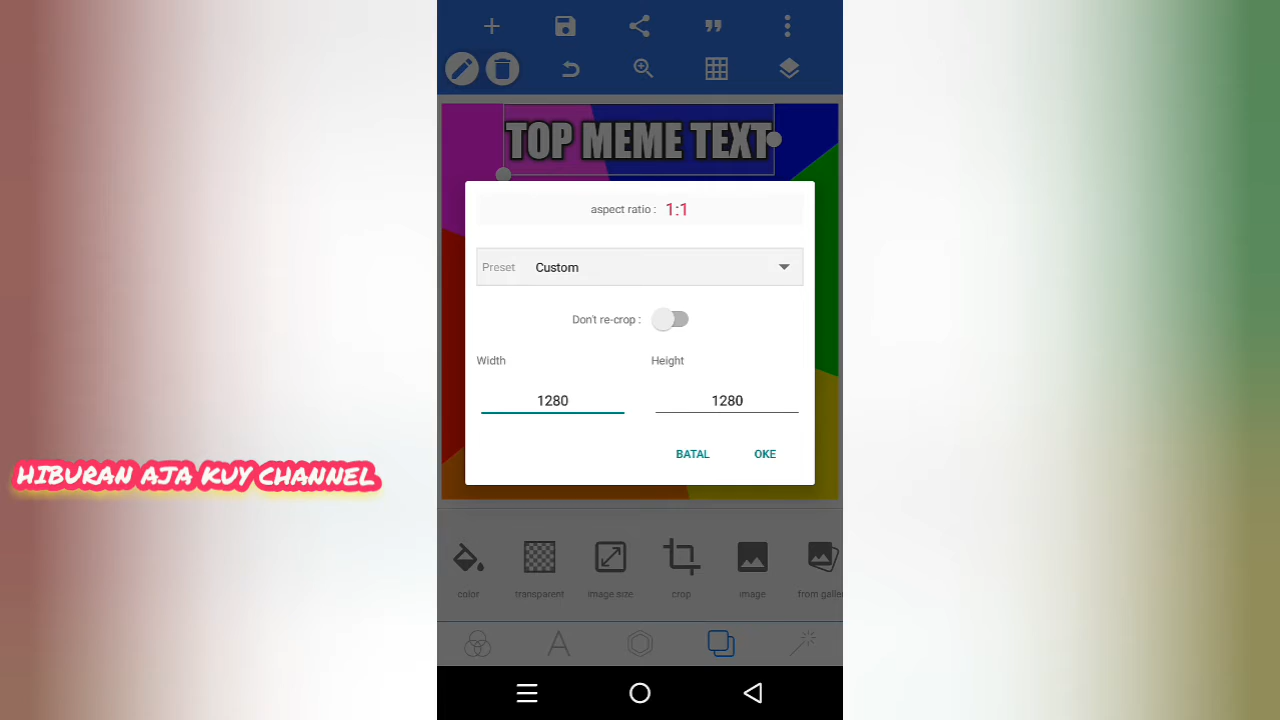 TOP MEME TEXT
aspect ratio : 1:1
Preset Custom
Don't re-crop :
Width Height
1280 1280
BATAL OKE
HIBURAN AJA KUY CHANNEL
color transparent image size crop image from galle